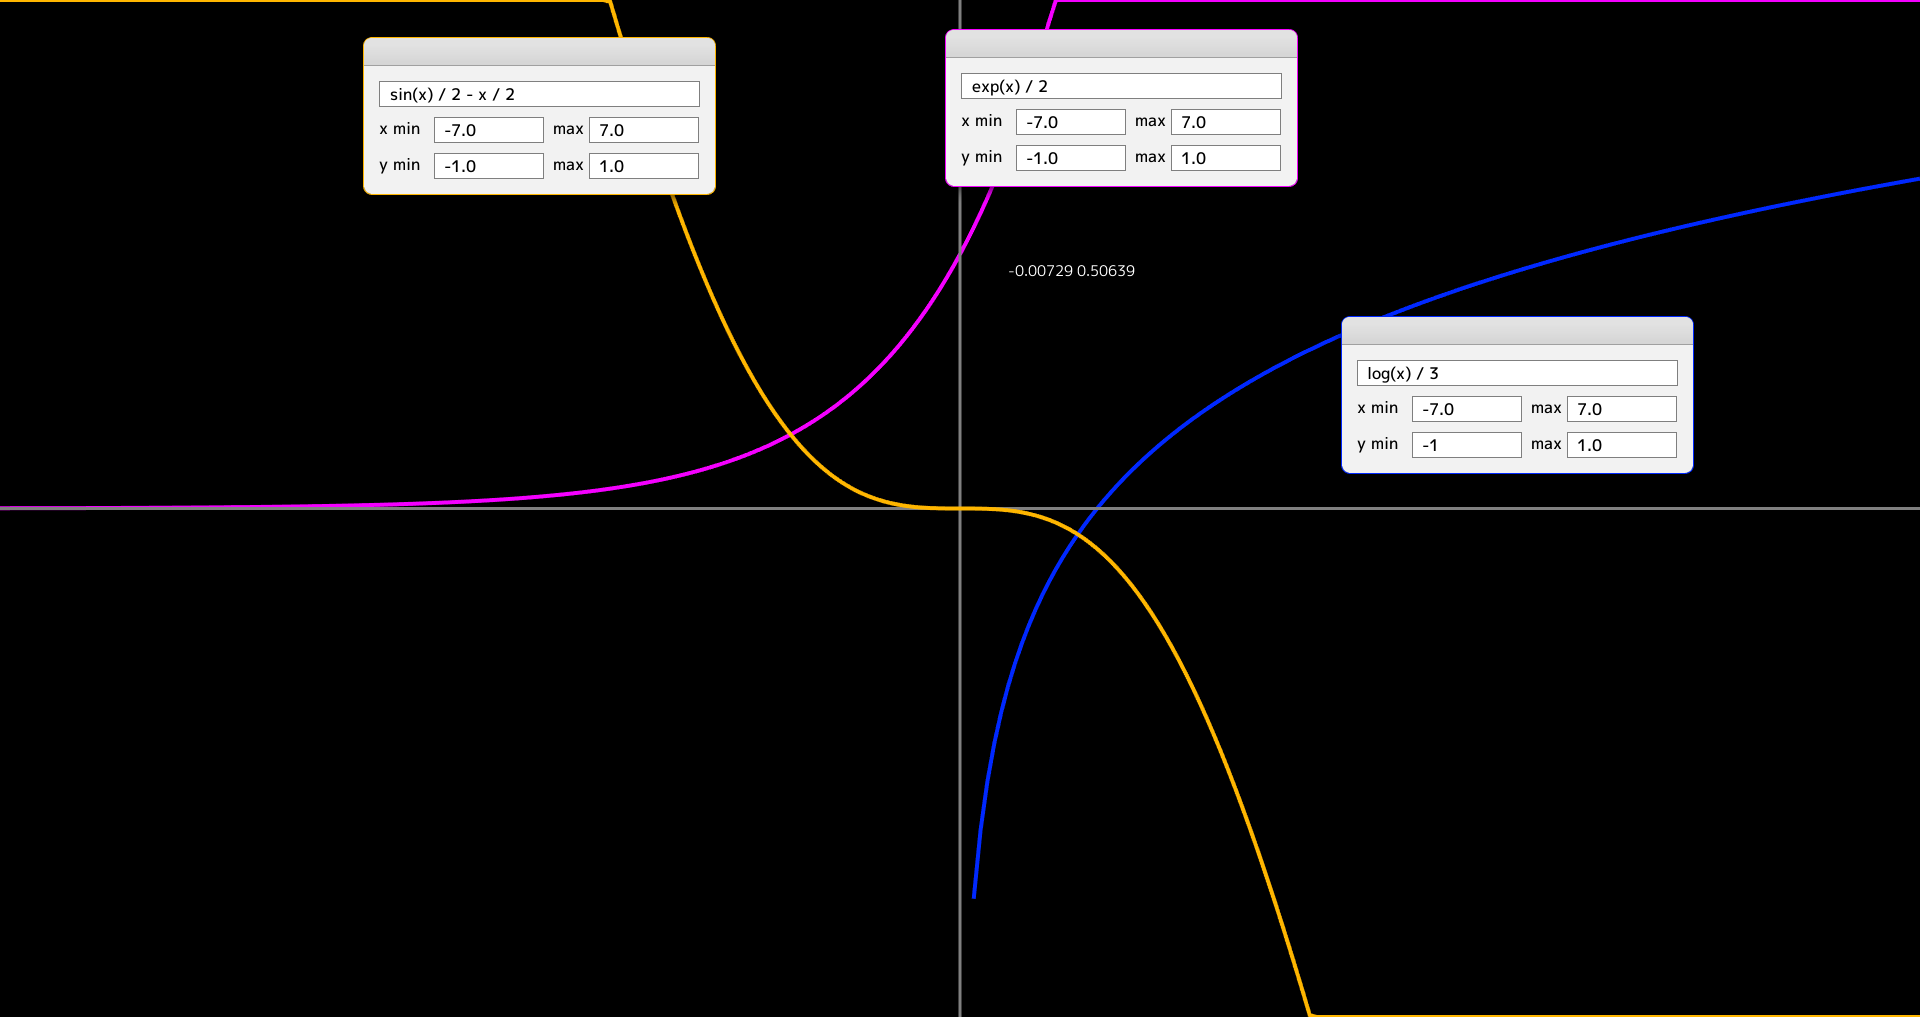 sin(x) / 2 - x / 2
x min -7.0 max 7.0
y min -1.0 max 1.0
exp(x) / 2
x min -7.0 max 7.0
y min -1.0 max 1.0
-0.00729 0.50639
log(x) / 3
x min -7.0 max 7.0
y min -1 max 1.0